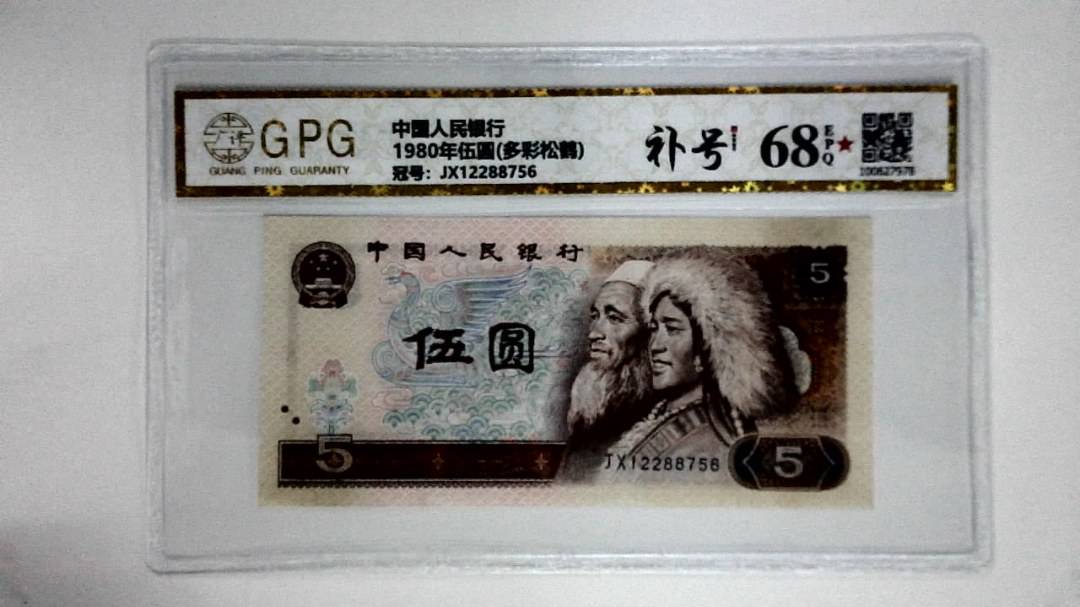 GPG
GUANG PING GUARANTY
中国人民银行
1980年伍圆(多彩松鹤)
冠号：JX12288756
补号
68 EPQ★
100627978
中国人民银行
5
伍圆
5
JX12288756
5